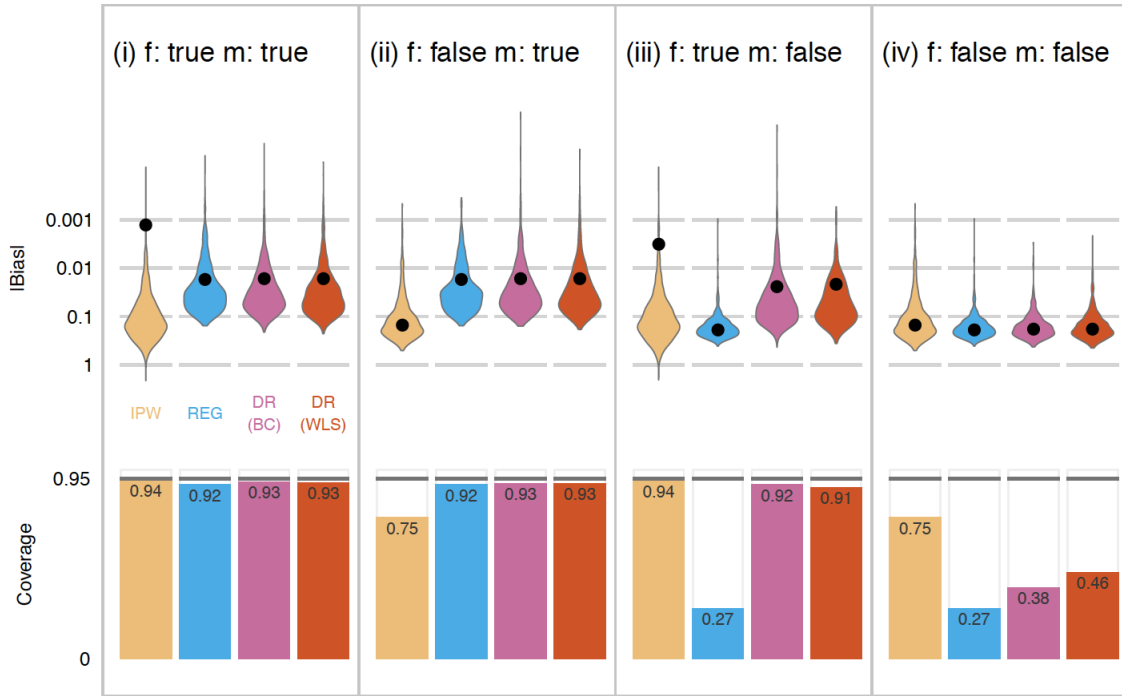 (i) f: true m: true
(ii) f: false m: true
(iii) f: true m: false
(iv) f: false m: false
|Bias|
0.001
0.01
0.1
1
IPW
REG
DR
(BC)
DR
(WLS)
Coverage
0.95
0
0.94
0.92
0.93
0.93
0.75
0.92
0.93
0.93
0.94
0.27
0.92
0.91
0.75
0.27
0.38
0.46